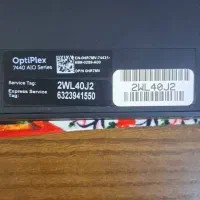 OptiPlex
7440 AIO Series
Service Tag: 2WL40J2
Express Service Tag: 6323941550
2WL40J2